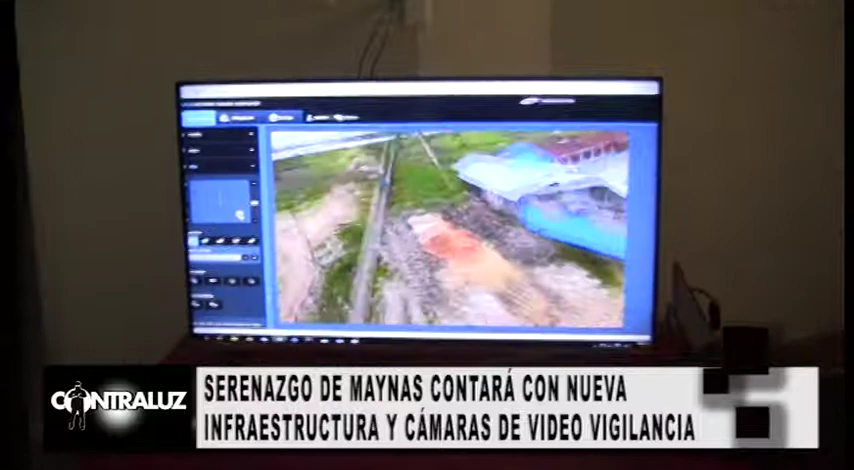 CONTRALUZ
SERENAZGO DE MAYNAS CONTARÁ CON NUEVA
INFRAESTRUCTURA Y CÁMARAS DE VIDEO VIGILANCIA